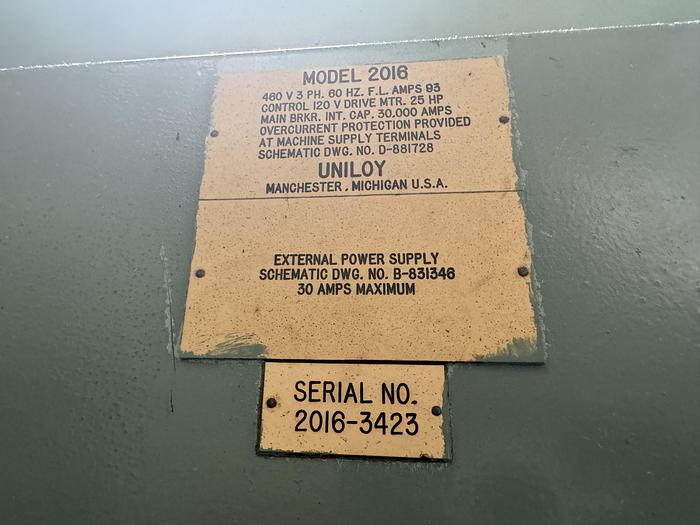 MODEL 2016
460 V 3 PH. 60 HZ. F.L. AMPS 93
CONTROL 120 V DRIVE MTR. 25 HP
MAIN BRKR. INT. CAP. 30,000 AMPS
OVERCURRENT PROTECTION PROVIDED
AT MACHINE SUPPLY TERMINALS
SCHEMATIC DWG. NO. D-881728
UNILOY
MANCHESTER, MICHIGAN U.S.A.
EXTERNAL POWER SUPPLY
SCHEMATIC DWG. NO. B-831346
30 AMPS MAXIMUM
SERIAL NO.
2016-3423